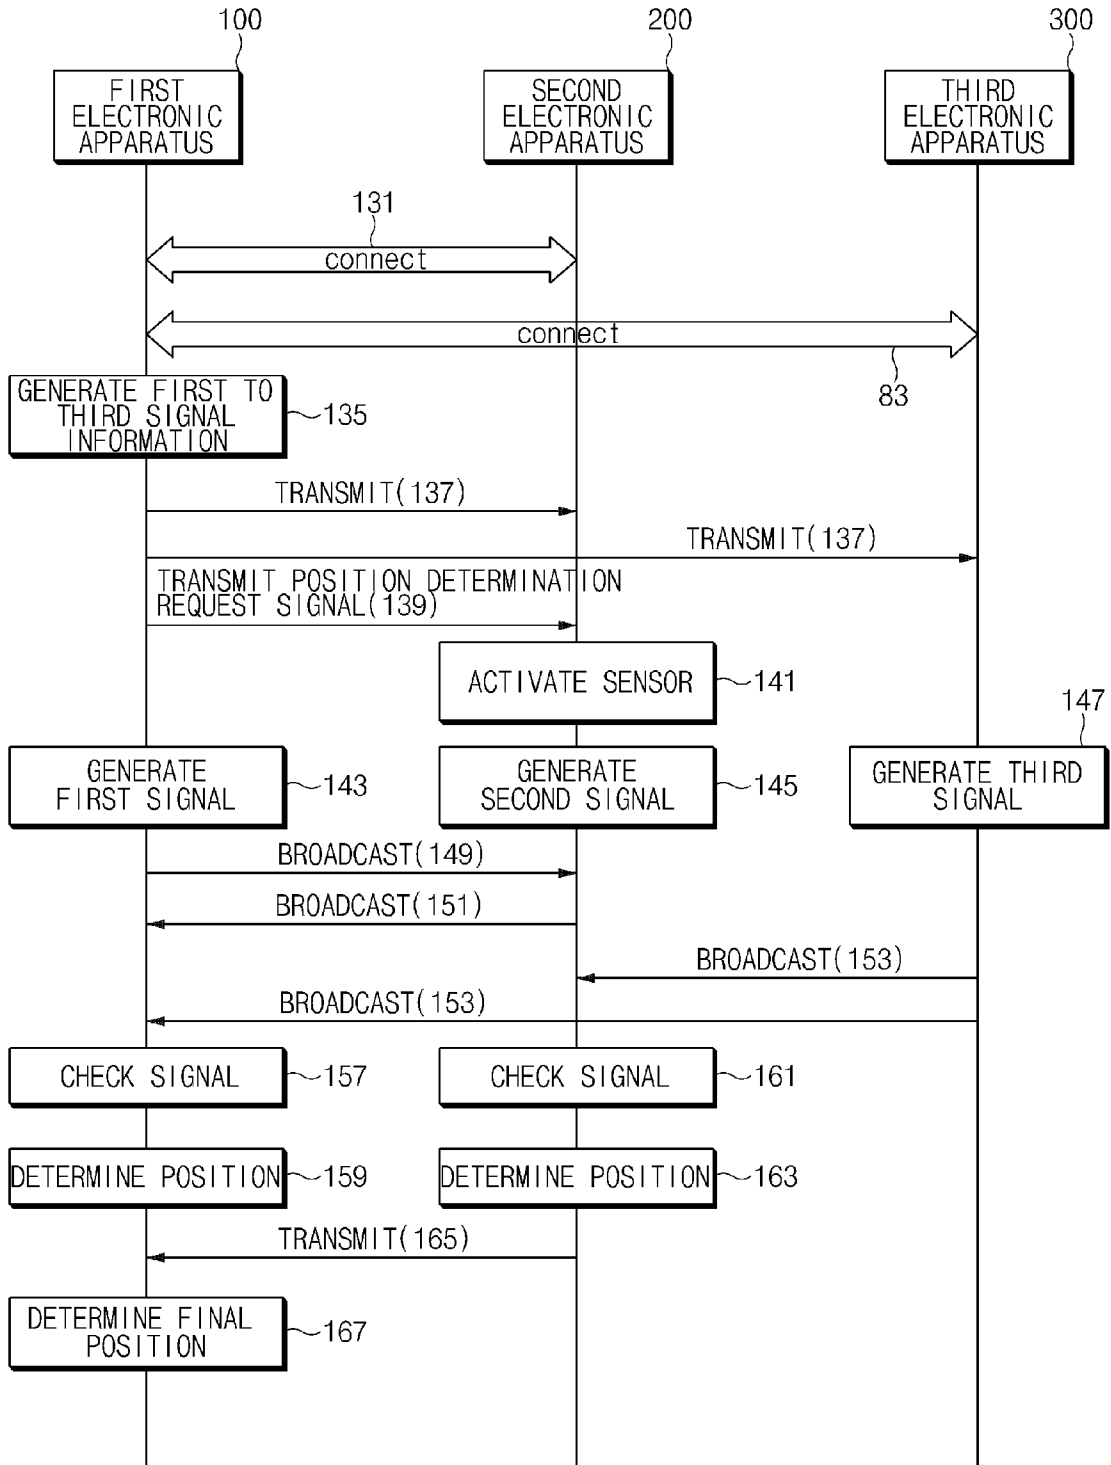 100
200
300
FIRST
ELECTRONIC
APPARATUS
SECOND
ELECTRONIC
APPARATUS
THIRD
ELECTRONIC
APPARATUS
131
connect
connect
83
GENERATE FIRST TO
THIRD SIGNAL
INFORMATION
135
TRANSMIT(137)
TRANSMIT(137)
TRANSMIT POSITION DETERMINATION
REQUEST SIGNAL(139)
ACTIVATE SENSOR
141
147
GENERATE
FIRST SIGNAL
143
GENERATE
SECOND SIGNAL
145
GENERATE THIRD
SIGNAL
BROADCAST(149)
BROADCAST(151)
BROADCAST(153)
BROADCAST(153)
CHECK SIGNAL
157
CHECK SIGNAL
161
DETERMINE POSITION
159
DETERMINE POSITION
163
TRANSMIT(165)
DETERMINE FINAL
POSITION
167